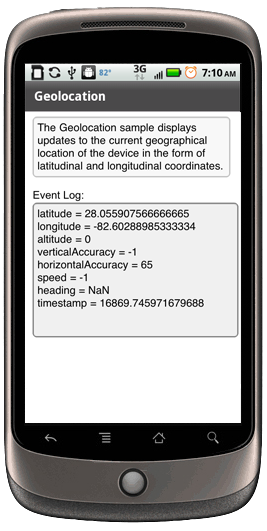 82° 3G 7:10 AM
Geolocation
The Geolocation sample displays
updates to the current geographical
location of the device in the form of
latitudinal and longitudinal coordinates.
Event Log:
latitude = 28.055907566666665
longitude = -82.60288985333334
altitude = 0
verticalAccuracy = -1
horizontalAccuracy = 65
speed = -1
heading = NaN
timestamp = 16869.745971679688